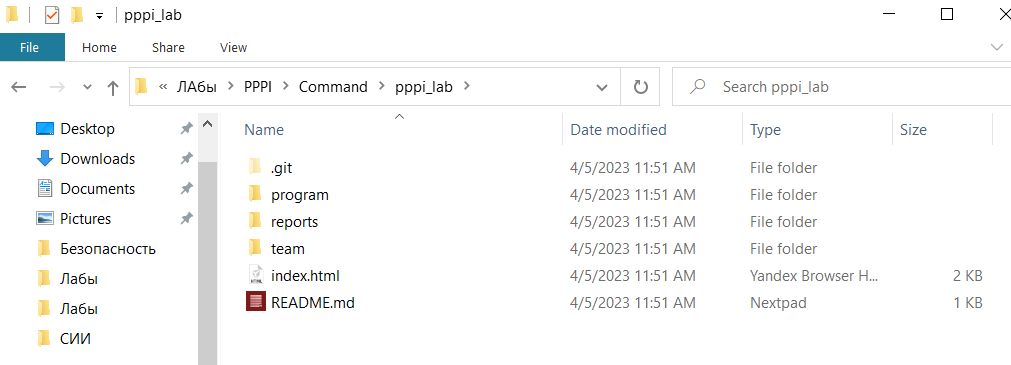 pppi_lab
File Home Share View
« ЛАбы PPPI Command pppi_lab Search pppi_lab
Name Date modified Type Size
Desktop
Downloads
Documents
Pictures
Безопасность
Лабы
Лабы
СИИ
.git 4/5/2023 11:51 AM File folder
program 4/5/2023 11:51 AM File folder
reports 4/5/2023 11:51 AM File folder
team 4/5/2023 11:51 AM File folder
index.html 4/5/2023 11:51 AM Yandex Browser H... 2 KB
README.md 4/5/2023 11:51 AM Nextpad 1 KB